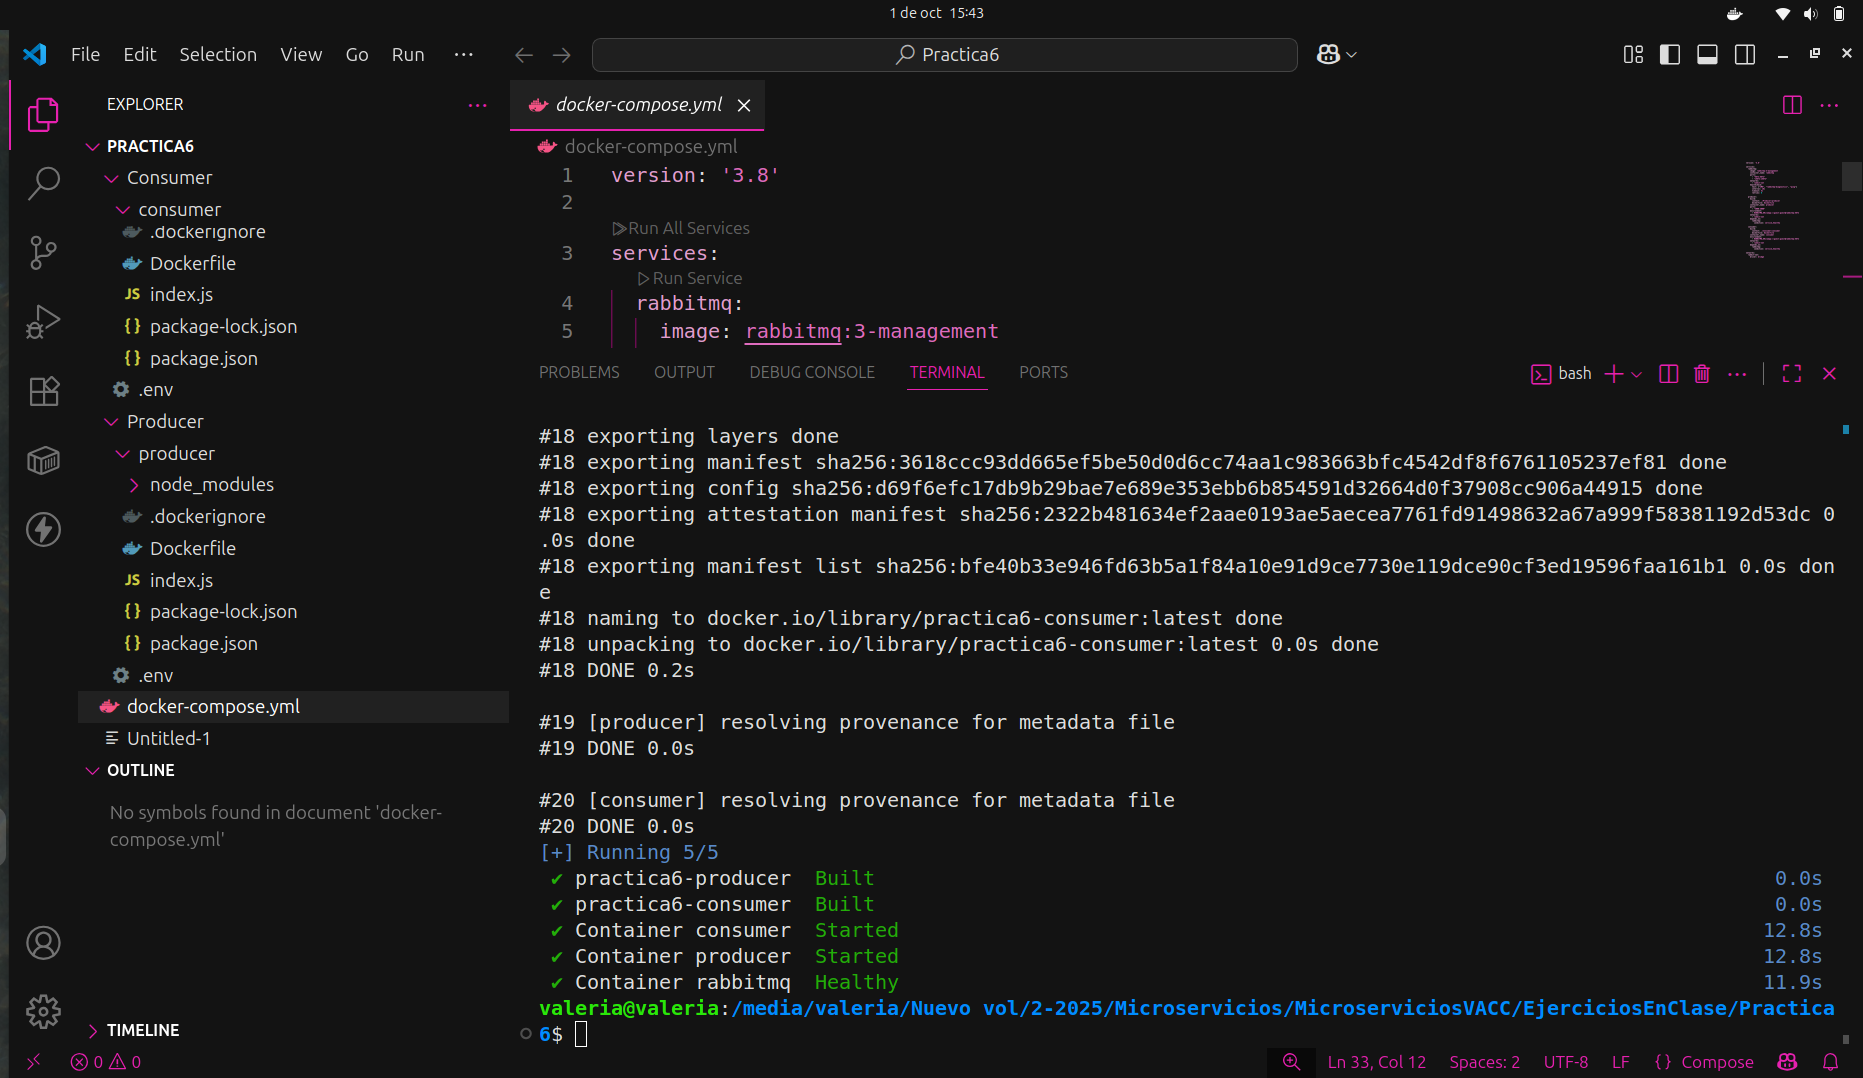 1 de oct 15:43
File Edit Selection View Go Run ···
Practica6
EXPLORER
PRACTICA6
Consumer
consumer
.dockerignore
Dockerfile
JS index.js
{} package-lock.json
{} package.json
.env
Producer
producer
node_modules
.dockerignore
Dockerfile
JS index.js
{} package-lock.json
{} package.json
.env
docker-compose.yml
Untitled-1
OUTLINE
No symbols found in document 'docker-
compose.yml'
TIMELINE
docker-compose.yml
docker-compose.yml
1 version: '3.8'
2
Run All Services
3 services:
Run Service
4 rabbitmq:
5 image: rabbitmq:3-management
PROBLEMS OUTPUT DEBUG CONSOLE TERMINAL PORTS
bash
#18 exporting layers done
#18 exporting manifest sha256:3618ccc93dd665ef5be50d0d6cc74aa1c983663bfc4542df8f6761105237ef81 done
#18 exporting config sha256:d69f6efc17db9b29bae7e689e353ebb6b854591d32664d0f37908cc906a44915 done
#18 exporting attestation manifest sha256:2322b481634ef2aae0193ae5aecea7761fd91498632a67a999f58381192d53dc 0
.0s done
#18 exporting manifest list sha256:bfe40b33e946fd63b5a1f84a10e91d9ce7730e119dce90cf3ed19596faa161b1 0.0s don
e
#18 naming to docker.io/library/practica6-consumer:latest done
#18 unpacking to docker.io/library/practica6-consumer:latest 0.0s done
#18 DONE 0.2s
#19 [producer] resolving provenance for metadata file
#19 DONE 0.0s
#20 [consumer] resolving provenance for metadata file
#20 DONE 0.0s
[+] Running 5/5
✔ practica6-producer Built 0.0s
✔ practica6-consumer Built 0.0s
✔ Container consumer Started 12.8s
✔ Container producer Started 12.8s
✔ Container rabbitmq Healthy 11.9s
valeria@valeria:/media/valeria/Nuevo vol/2-2025/Microservicios/MicroserviciosVACC/EjerciciosEnClase/Practica
6$
0 0
Ln 33, Col 12 Spaces: 2 UTF-8 LF {} Compose